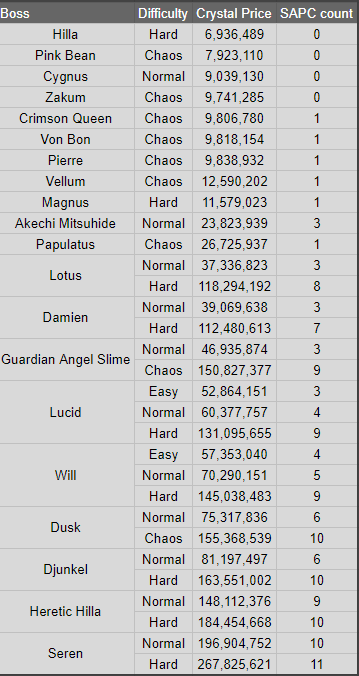 Boss Difficulty Crystal Price SAPC count
Hilla Hard 6,936,489 0
Pink Bean Chaos 7,923,110 0
Cygnus Normal 9,039,130 0
Zakum Chaos 9,741,285 0
Crimson Queen Chaos 9,806,780 1
Von Bon Chaos 9,818,154 1
Pierre Chaos 9,838,932 1
Vellum Chaos 12,590,202 1
Magnus Hard 11,579,023 1
Akechi Mitsuhide Normal 23,823,939 3
Papulatus Chaos 26,725,937 1
Lotus Normal 37,336,823 3
Hard 118,294,192 8
Damien Normal 39,069,638 3
Hard 112,480,613 7
Guardian Angel Slime Normal 46,935,874 3
Chaos 150,827,377 9
Lucid Easy 52,864,151 3
Normal 60,377,757 4
Hard 131,095,655 9
Will Easy 57,353,040 4
Normal 70,290,151 5
Hard 145,038,483 9
Dusk Normal 75,317,836 6
Chaos 155,368,539 10
Djunkel Normal 81,197,497 6
Hard 163,551,002 10
Heretic Hilla Normal 148,112,376 9
Hard 184,454,668 10
Seren Normal 196,904,752 10
Hard 267,825,621 11